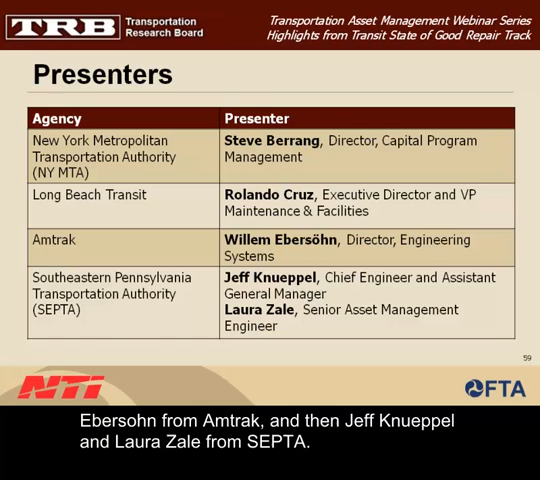 TRB Transportation Research Board
Transportation Asset Management Webinar Series
Highlights from Transit State of Good Repair Track
Presenters
Agency Presenter
New York Metropolitan Transportation Authority (NY MTA) Steve Berrang, Director, Capital Program Management
Long Beach Transit Rolando Cruz, Executive Director and VP Maintenance & Facilities
Amtrak Willem Ebersöhn, Director, Engineering Systems
Southeastern Pennsylvania Transportation Authority (SEPTA) Jeff Knueppel, Chief Engineer and Assistant General Manager
Laura Zale, Senior Asset Management Engineer
59
NTI FTA
Ebersohn from Amtrak, and then Jeff Knueppel
and Laura Zale from SEPTA.